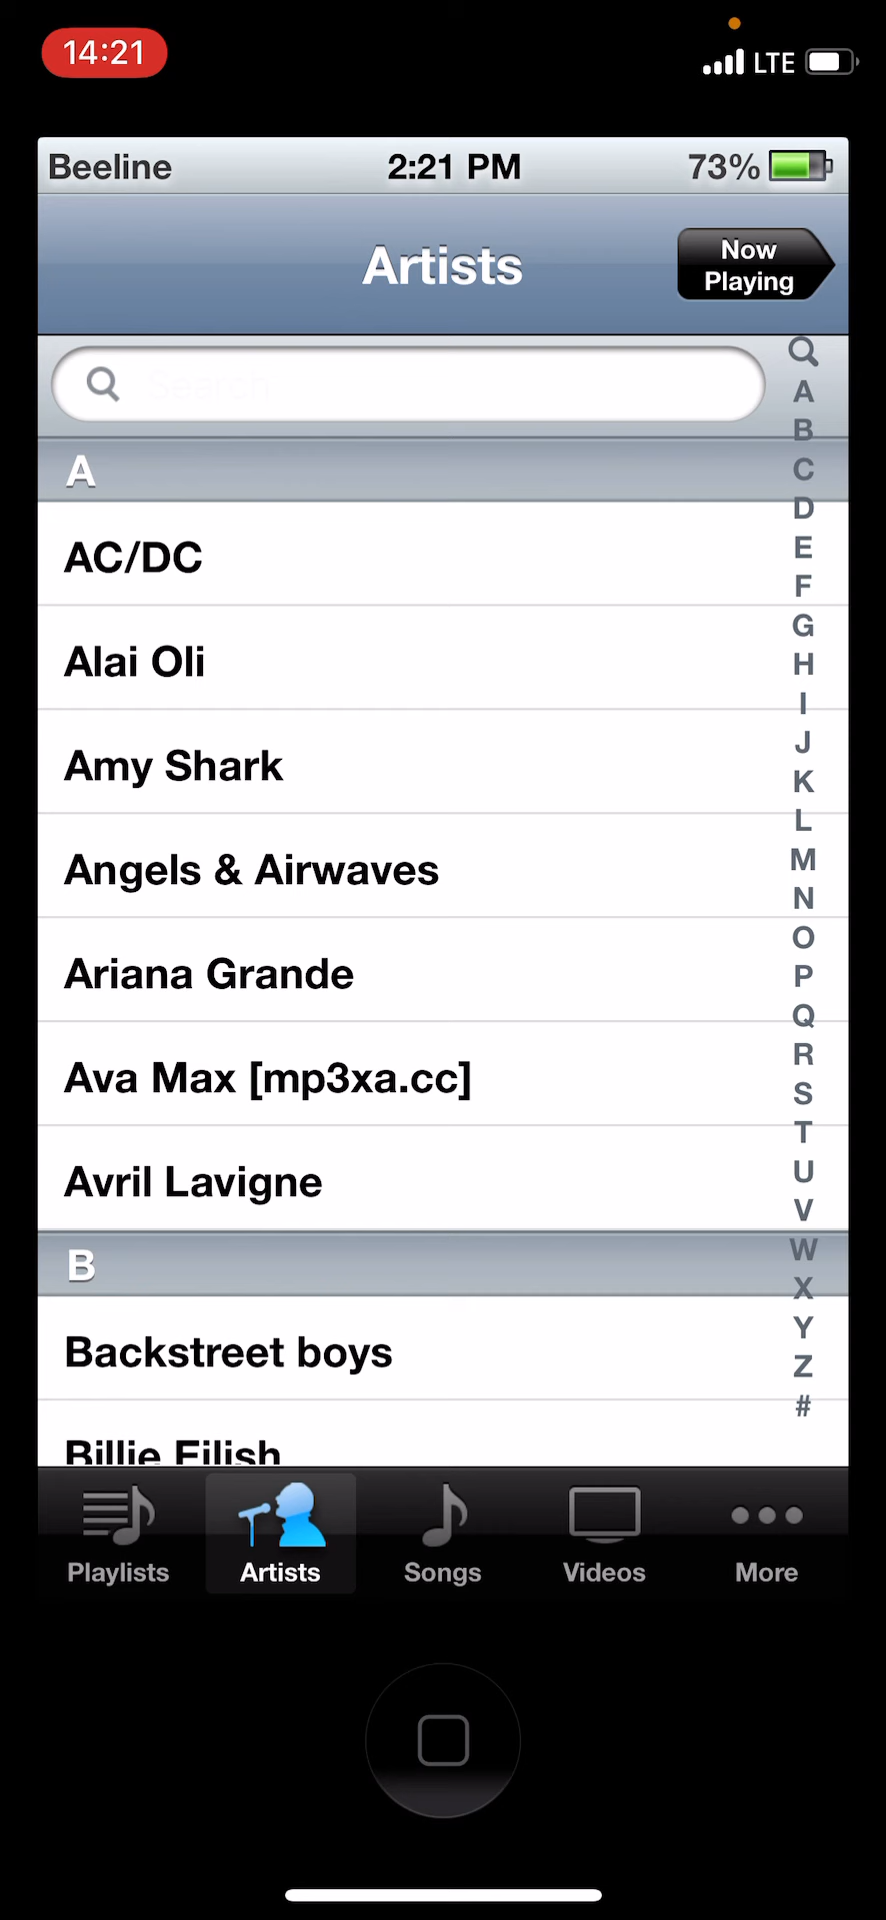 14:21 LTE
Beeline 2:21 PM 73%
Artists
Now
Playing
A
AC/DC
Alai Oli
Amy Shark
Angels & Airwaves
Ariana Grande
Ava Max [mp3xa.cc]
Avril Lavigne
B
Backstreet boys
Billie Eilish
A
B
C
D
E
F
G
H
I
J
K
L
M
N
O
P
Q
R
S
T
U
V
W
X
Y
Z
#
Playlists Artists Songs Videos More